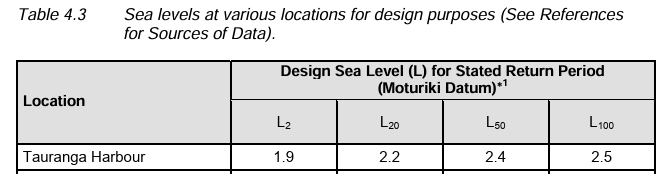 Table 4.3 Sea levels at various locations for design purposes (See References
for Sources of Data).
Location
Design Sea Level (L) for Stated Return Period
(Moturiki Datum)*1
L2 L20 L50 L100
Tauranga Harbour 1.9 2.2 2.4 2.5